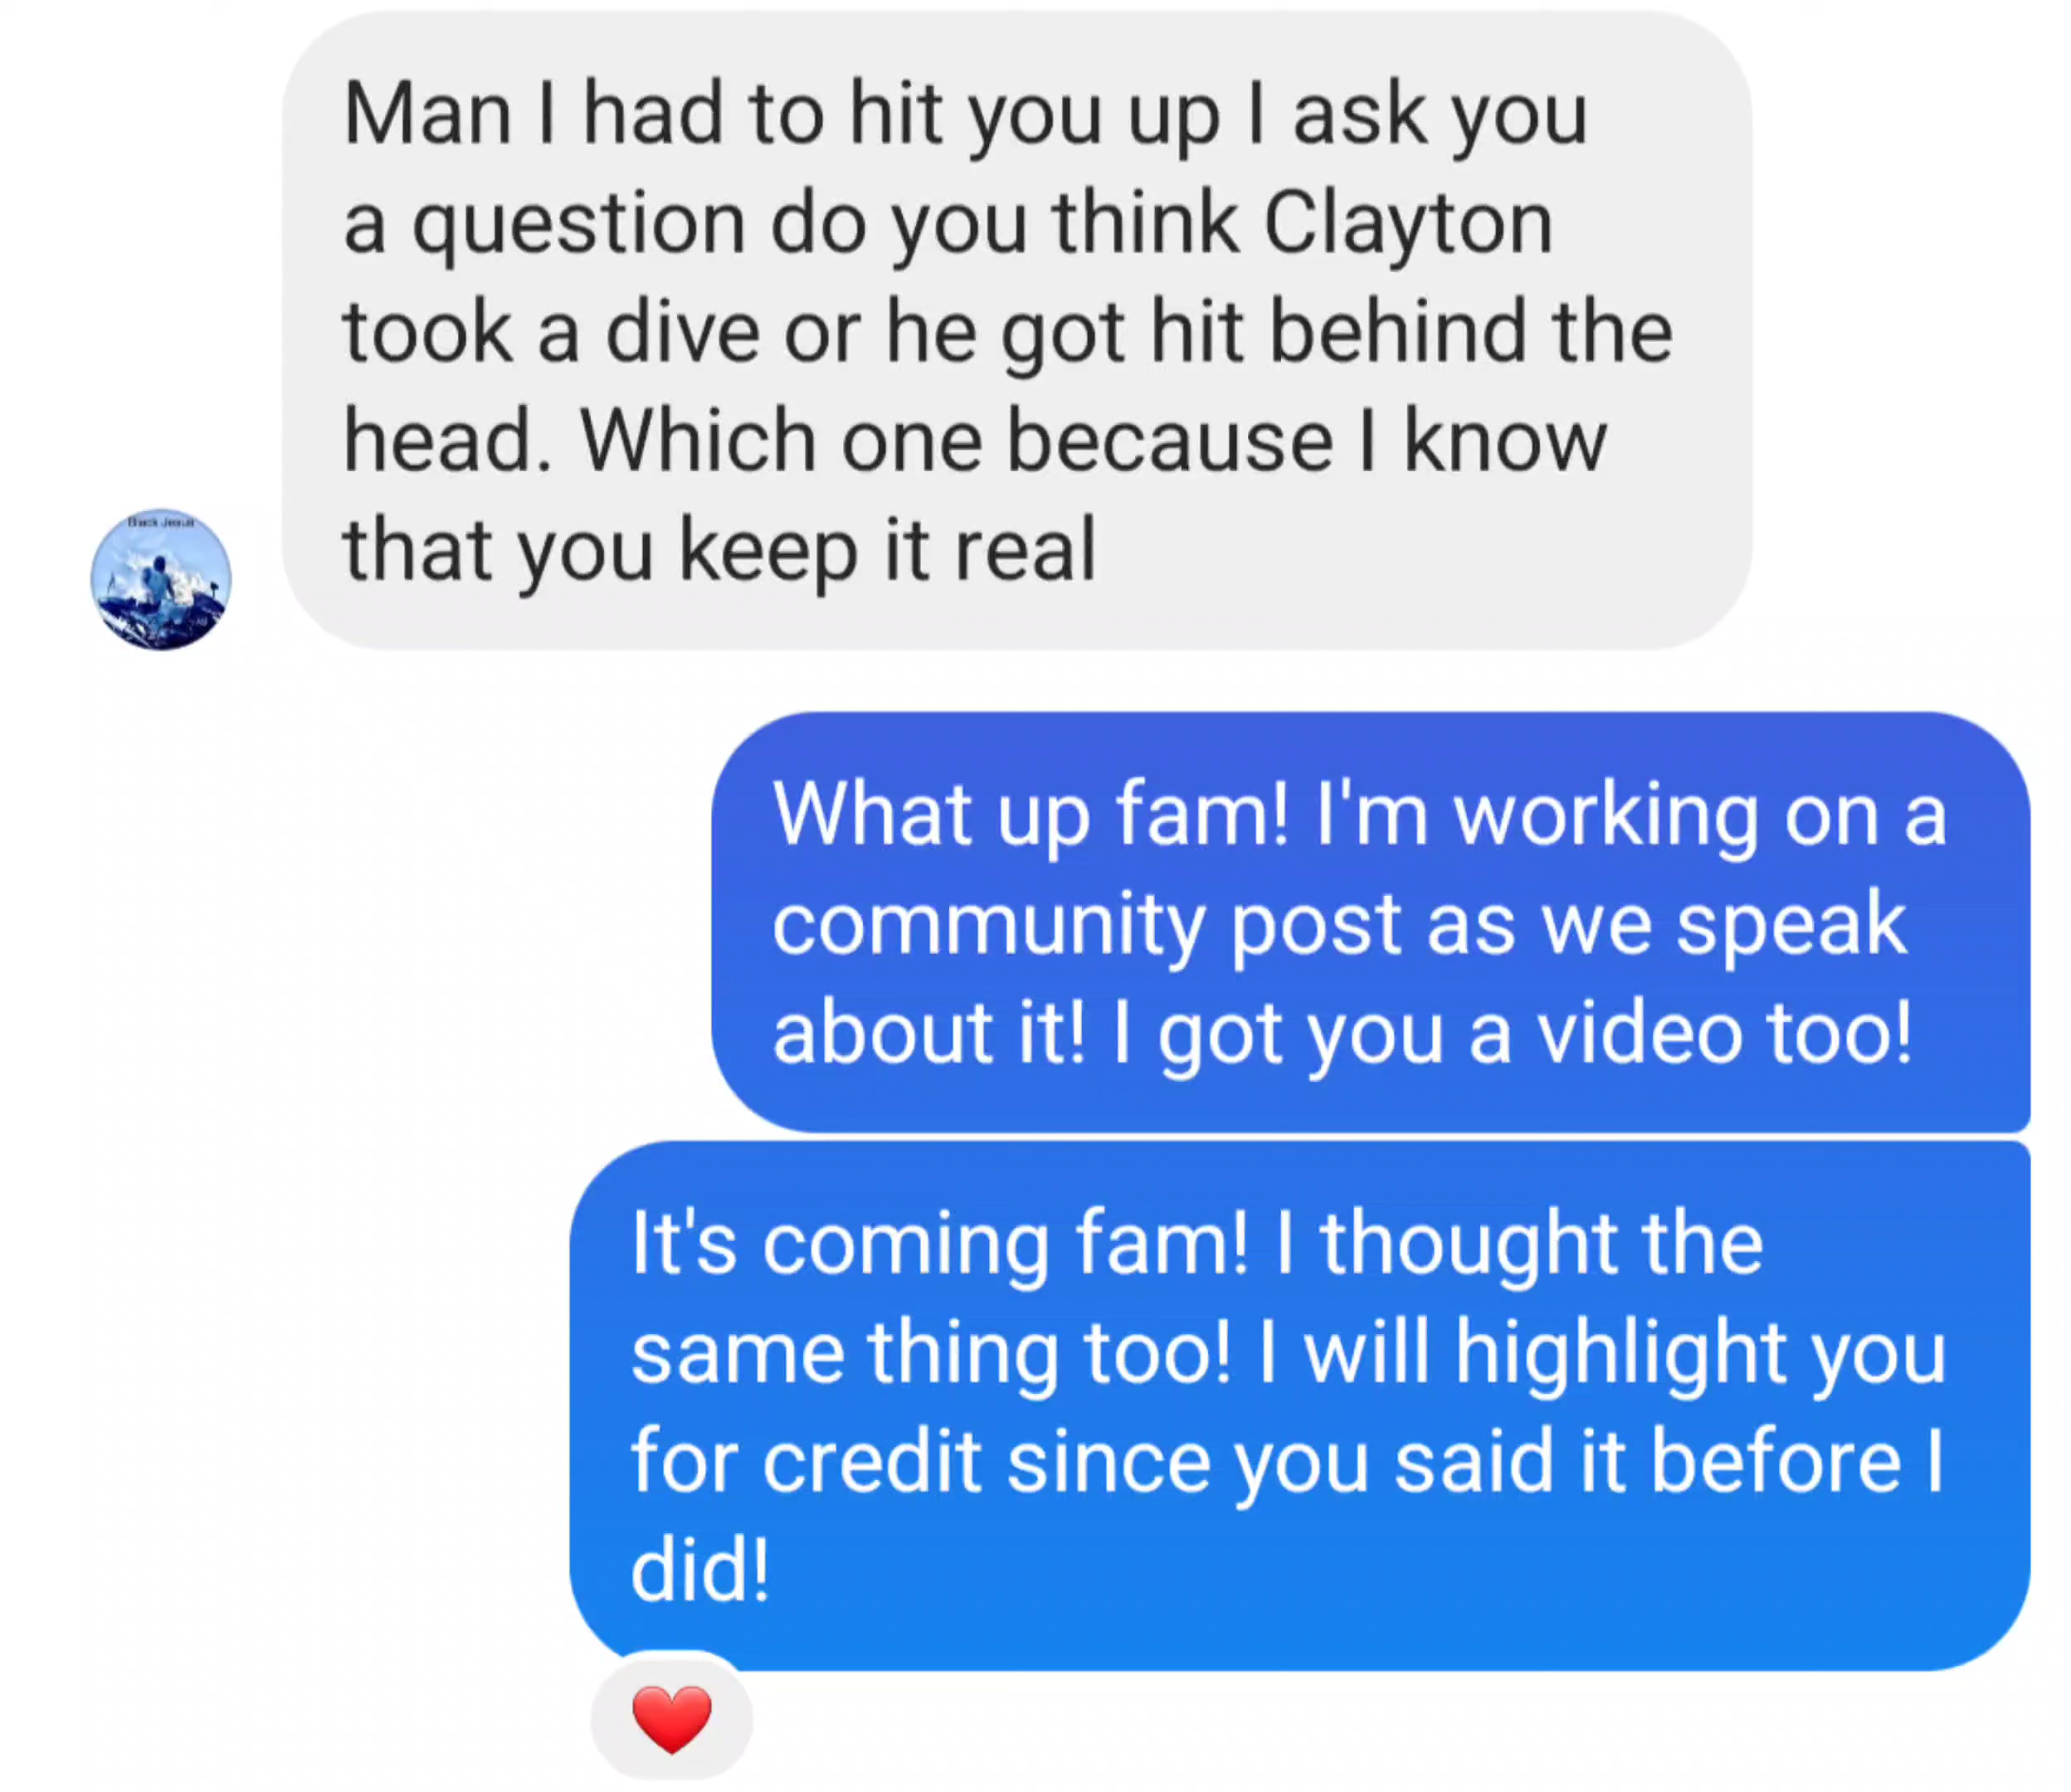 Man I had to hit you up I ask you
a question do you think Clayton
took a dive or he got hit behind the
head. Which one because I know
that you keep it real
Black Jesus
What up fam! I'm working on a
community post as we speak
about it! I got you a video too!
It's coming fam! I thought the
same thing too! I will highlight you
for credit since you said it before I
did!